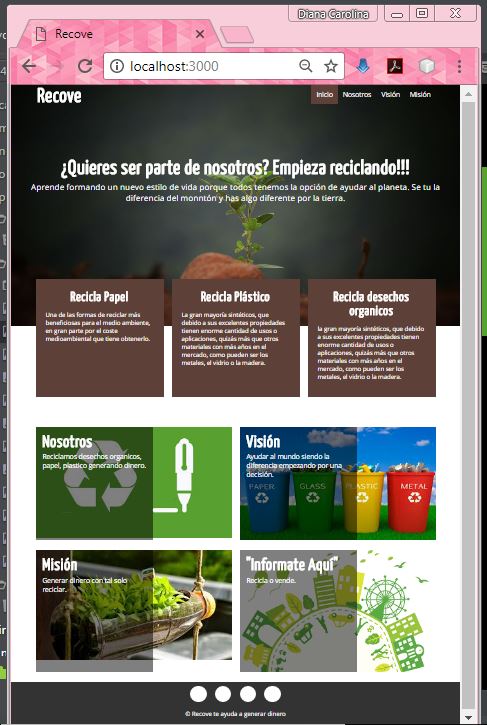 Diana Carolina
Recove
localhost:3000
Recove
Inicio Nosotros Visión Misión
¿Quieres ser parte de nosotros? Empieza reciclando!!!
Aprende formando un nuevo estilo de vida porque todos tenemos la opción de ayudar al planeta. Se tu la
diferencia del monntón y has algo diferente por la tierra.
Recicla Papel
Una de las formas de reciclar más
beneficiosas para el medio ambiente,
en gran parte por el coste
medioambiental que tiene obtenerlo.
Recicla Plástico
La gran mayoría sintéticos, que
debido a sus excelentes propiedades
tienen enorme cantidad de usos o
aplicaciones, quizás más que otros
materiales con más años en el
mercado, como pueden ser los
metales, el vidrio o la madera.
Recicla desechos
organicos
la gran mayoría sintéticos, que debido
a sus excelentes propiedades tienen
enorme cantidad de usos o
aplicaciones, quizás más que otros
materiales con más años en el
mercado, como pueden ser los
metales, el vidrio o la madera.
Nosotros
Reciclamos desechos organicos,
papel, plastico generando dinero.
Visión
Ayudar al mundo siendo la
diferencia empezando por una
decisión.
PAPER GLASS PLASTIC METAL
Misión
Generar dinero con tal solo
reciclar.
"Informate Aquí"
Recicla o vende.
© Recove te ayuda a generar dinero